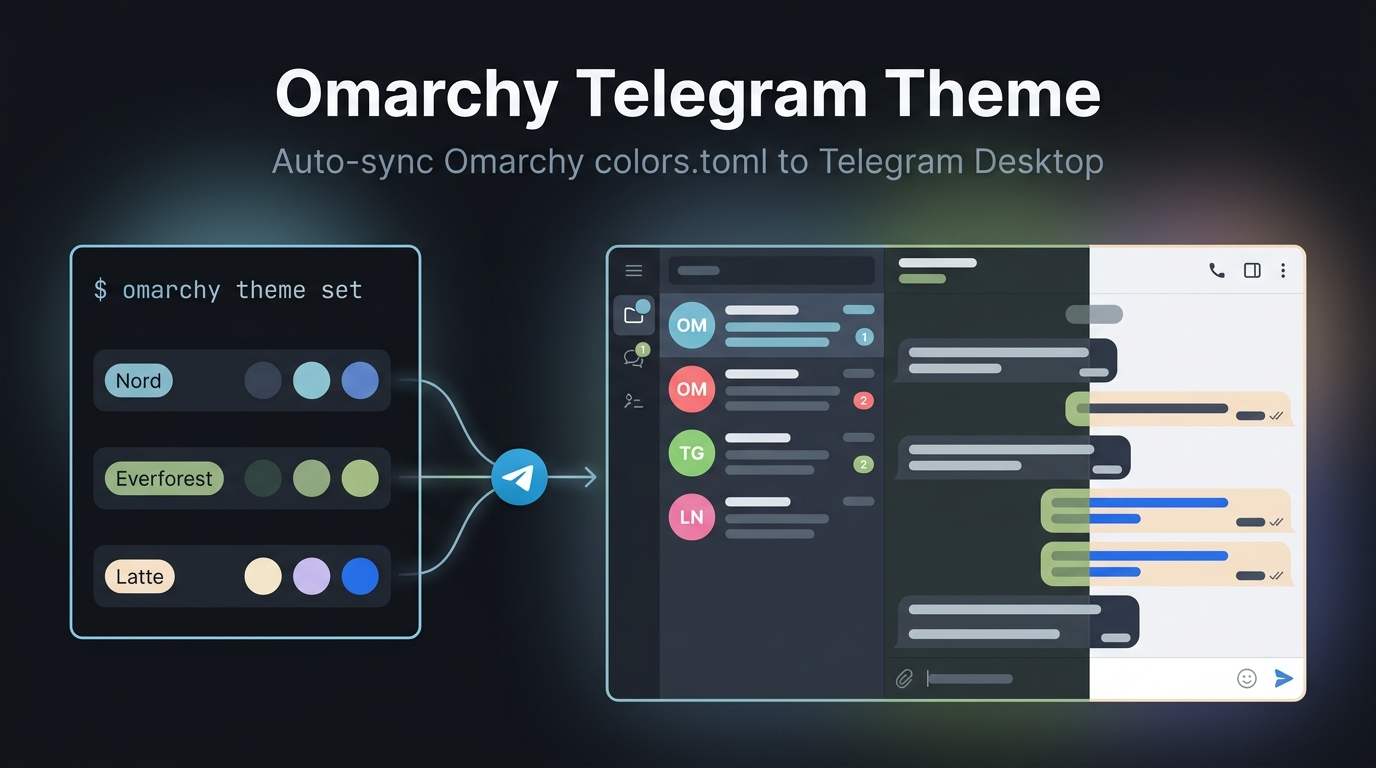 Omarchy Telegram Theme
Auto-sync Omarchy colors.toml to Telegram Desktop
$ omarchy theme set
Nord
Everforest
Latte
1
OM
1
OM
2
TG
2
LN